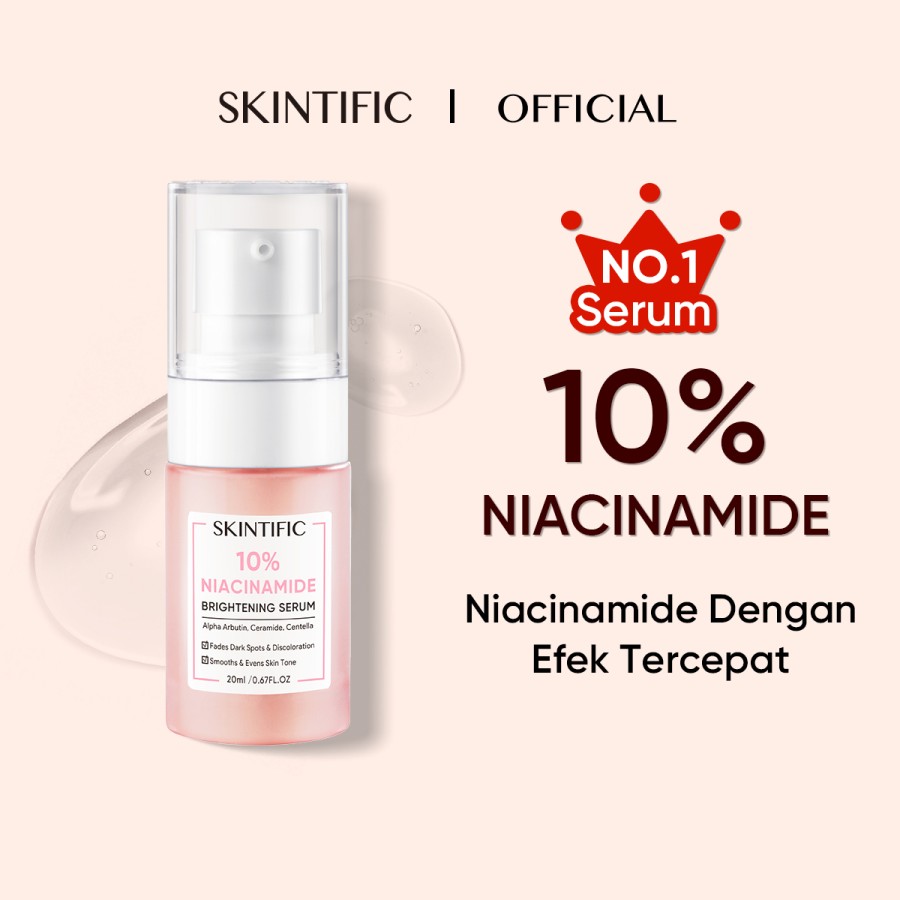 SKINTIFIC | OFFICIAL
NO.1
Serum
10%
NIACINAMIDE
Niacinamide Dengan
Efek Tercepat
SKINTIFIC
10%
NIACINAMIDE
BRIGHTENING SERUM
Alpha Arbutin, Ceramide, Centella
Fades Dark Spots & Discoloration
Smooths & Evens Skin Tone
20ml /0.67FL.OZ